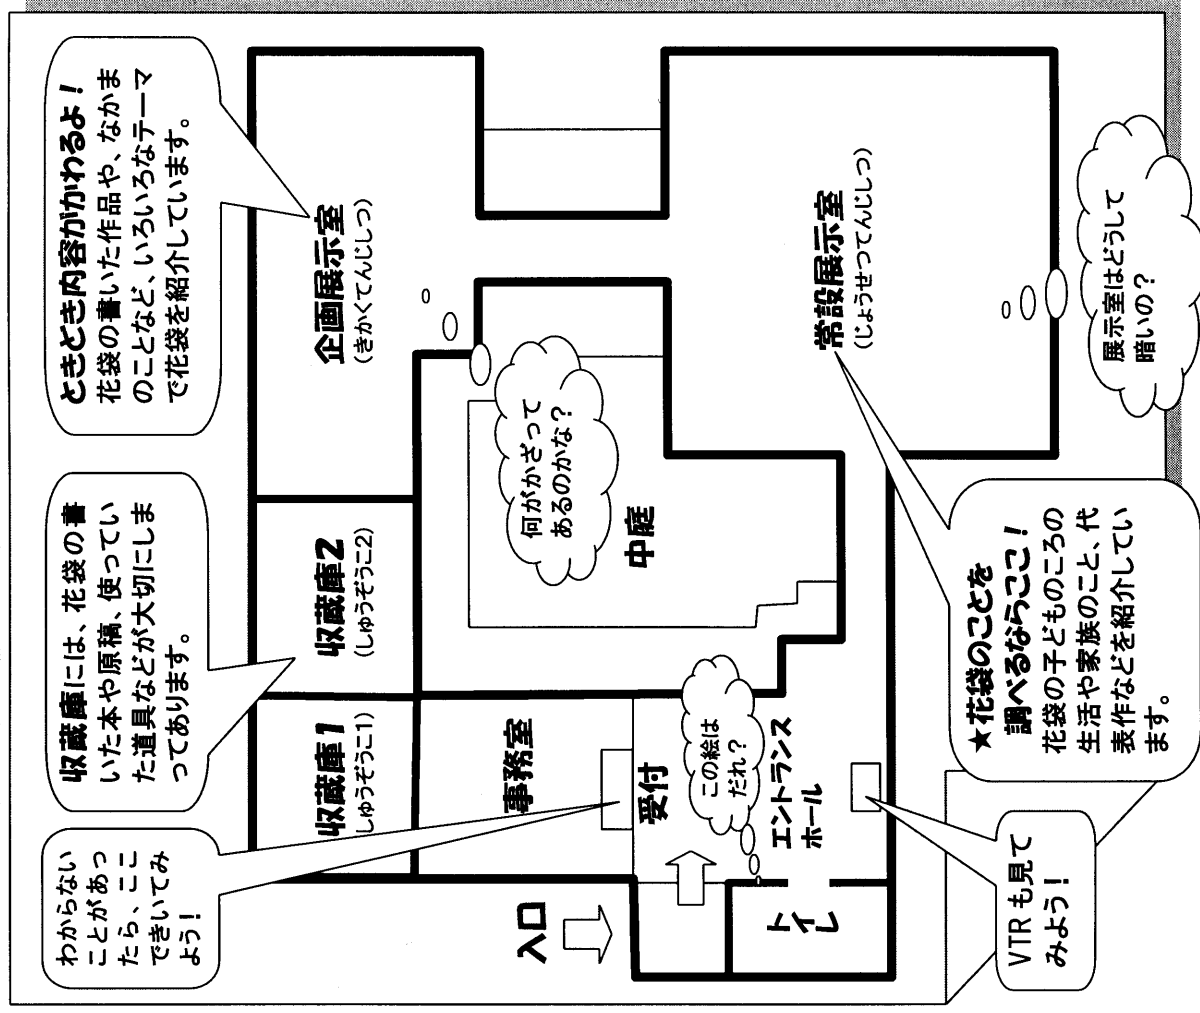 わからない
ことがあっ
たら、ここ
できいてみ
よう！
収蔵庫には、花袋の書
いた本や原稿、使ってい
た道具などが大切にしま
ってあります。
ときどき内容がかわるよ！
花袋の書いた作品や、なかま
のことなど、いろいろなテーマ
で花袋を紹介しています。
収蔵庫1
しゅうぞうこ1)
収蔵庫2
(しゅうぞうこ2)
企画展示室
(きかくてんじしつ)
入口
事務室
受付
この絵は
だれ？
エントランス
ホール
トイレ
何がかざって
あるのかな？
中庭
常設展示室
(じょうせつてんじしつ)
VTRも見て
みよう！
★花袋のことを
調べるならここ！
花袋の子どものころの
生活や家族のこと、代
表作などを紹介してい
ます。
展示室はどうして
暗いの？